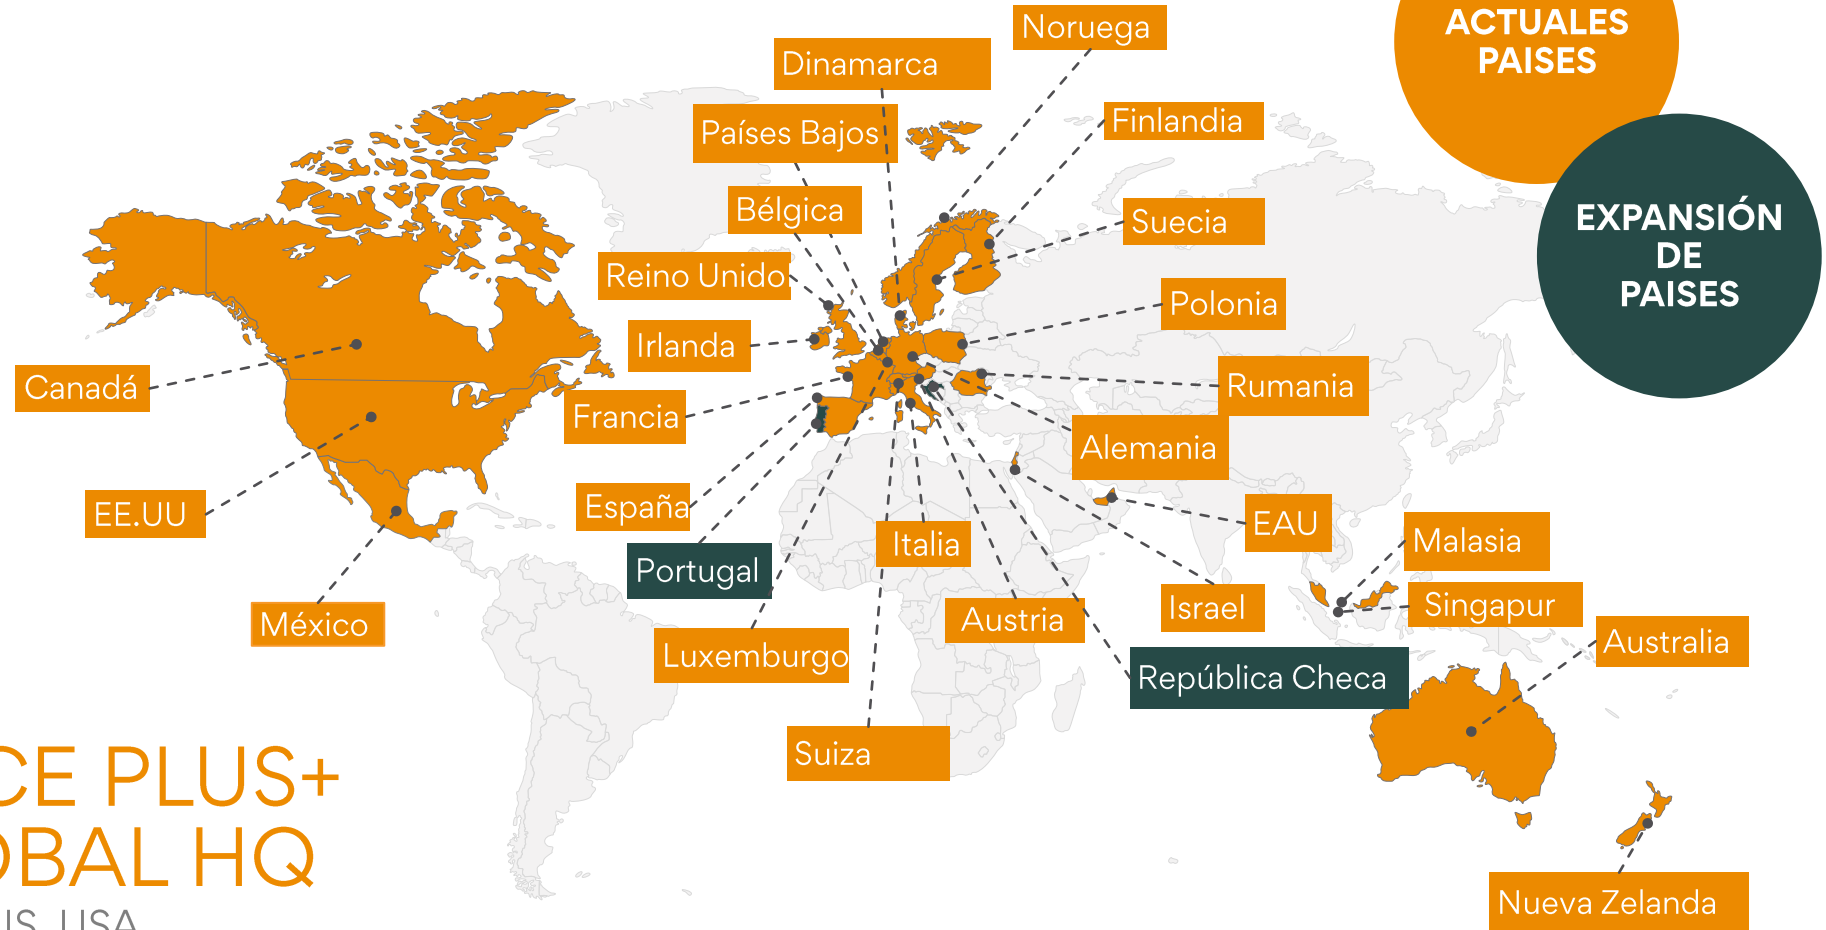 Noruega
ACTUALES
PAISES
Dinamarca
Finlandia
Países Bajos
Bélgica
Suecia
EXPANSIÓN
DE
PAISES
Reino Unido
Polonia
Irlanda
Canadá
Rumania
Francia
Alemania
EE.UU
España
EAU
Italia
Malasia
Portugal
Israel
Singapur
México
Austria
Australia
Luxemburgo
República Checa
Suiza
CE PLUS+
OBAL HQ
US, USA
Nueva Zelanda